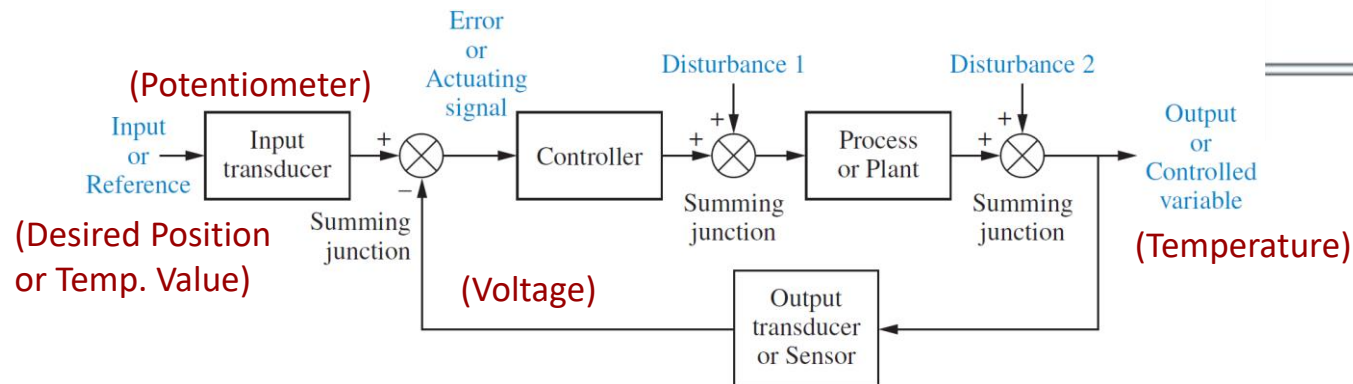 Error
or
Actuating
signal
(Potentiometer)
Disturbance 1
Disturbance 2
Input
or
Reference
Input
transducer
+
−
Summing
junction
Controller
+
+
Summing
junction
Process
or Plant
+
+
Summing
junction
Output
or
Controlled
variable
(Desired Position
or Temp. Value)
(Temperature)
(Voltage)
Output
transducer
or Sensor